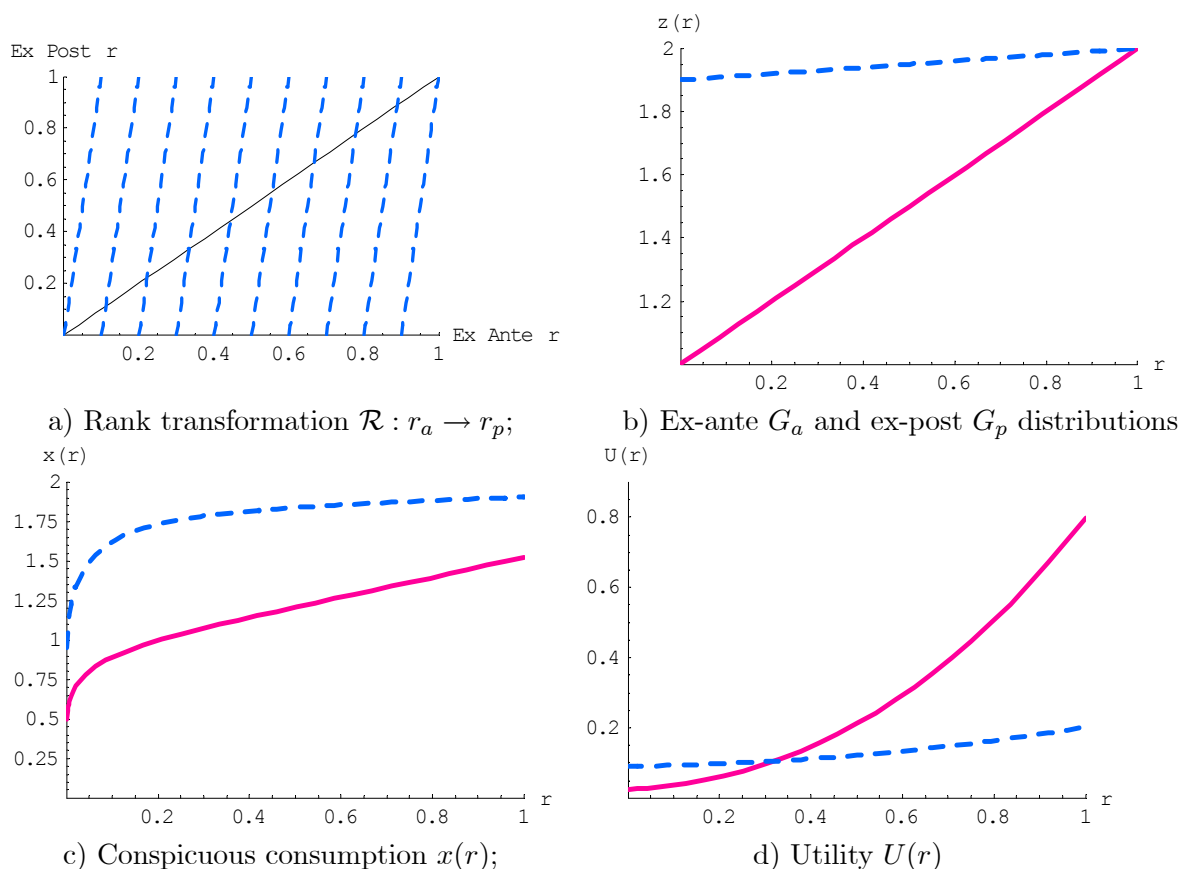 Ex Post r
1
0.8
0.6
0.4
0.2
0.2 0.4 0.6 0.8 1
Ex Ante r
a) Rank transformation ℛ : rₐ → rₚ;
z(r)
2
1.8
1.6
1.4
1.2
0.2 0.4 0.6 0.8 1
r
b) Ex-ante Gₐ and ex-post Gₚ distributions
x(r)
2
1.75
1.5
1.25
1
0.75
0.5
0.25
0.2 0.4 0.6 0.8 1
r
c) Conspicuous consumption x(r);
U(r)
0.8
0.6
0.4
0.2
0.2 0.4 0.6 0.8 1
r
d) Utility U(r)